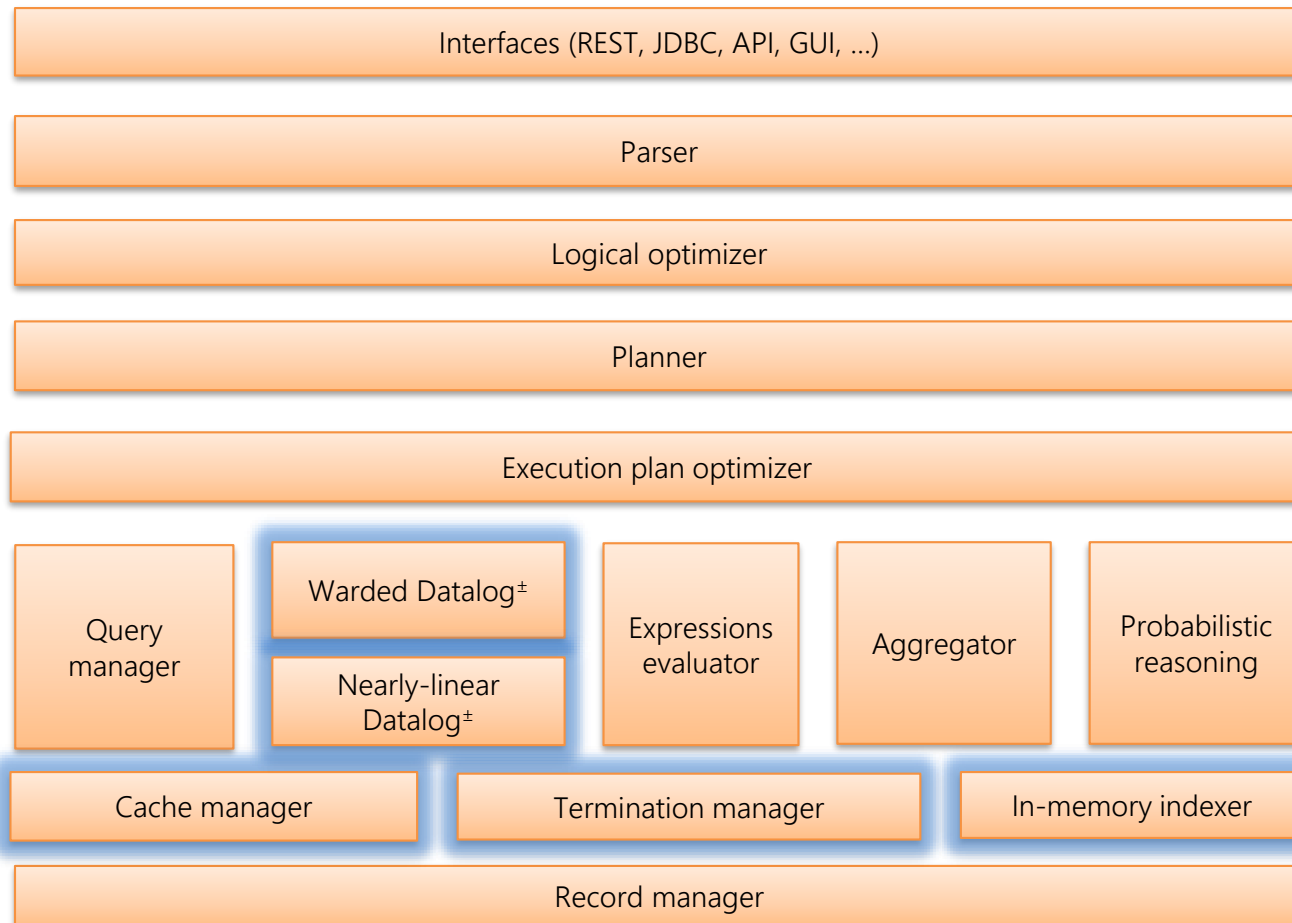 Interfaces (REST, JDBC, API, GUI, ...)
Parser
Logical optimizer
Planner
Execution plan optimizer
Query
manager
Warded Datalog±
Nearly-linear
Datalog±
Expressions
evaluator
Aggregator
Probabilistic
reasoning
Cache manager
Termination manager
In-memory indexer
Record manager